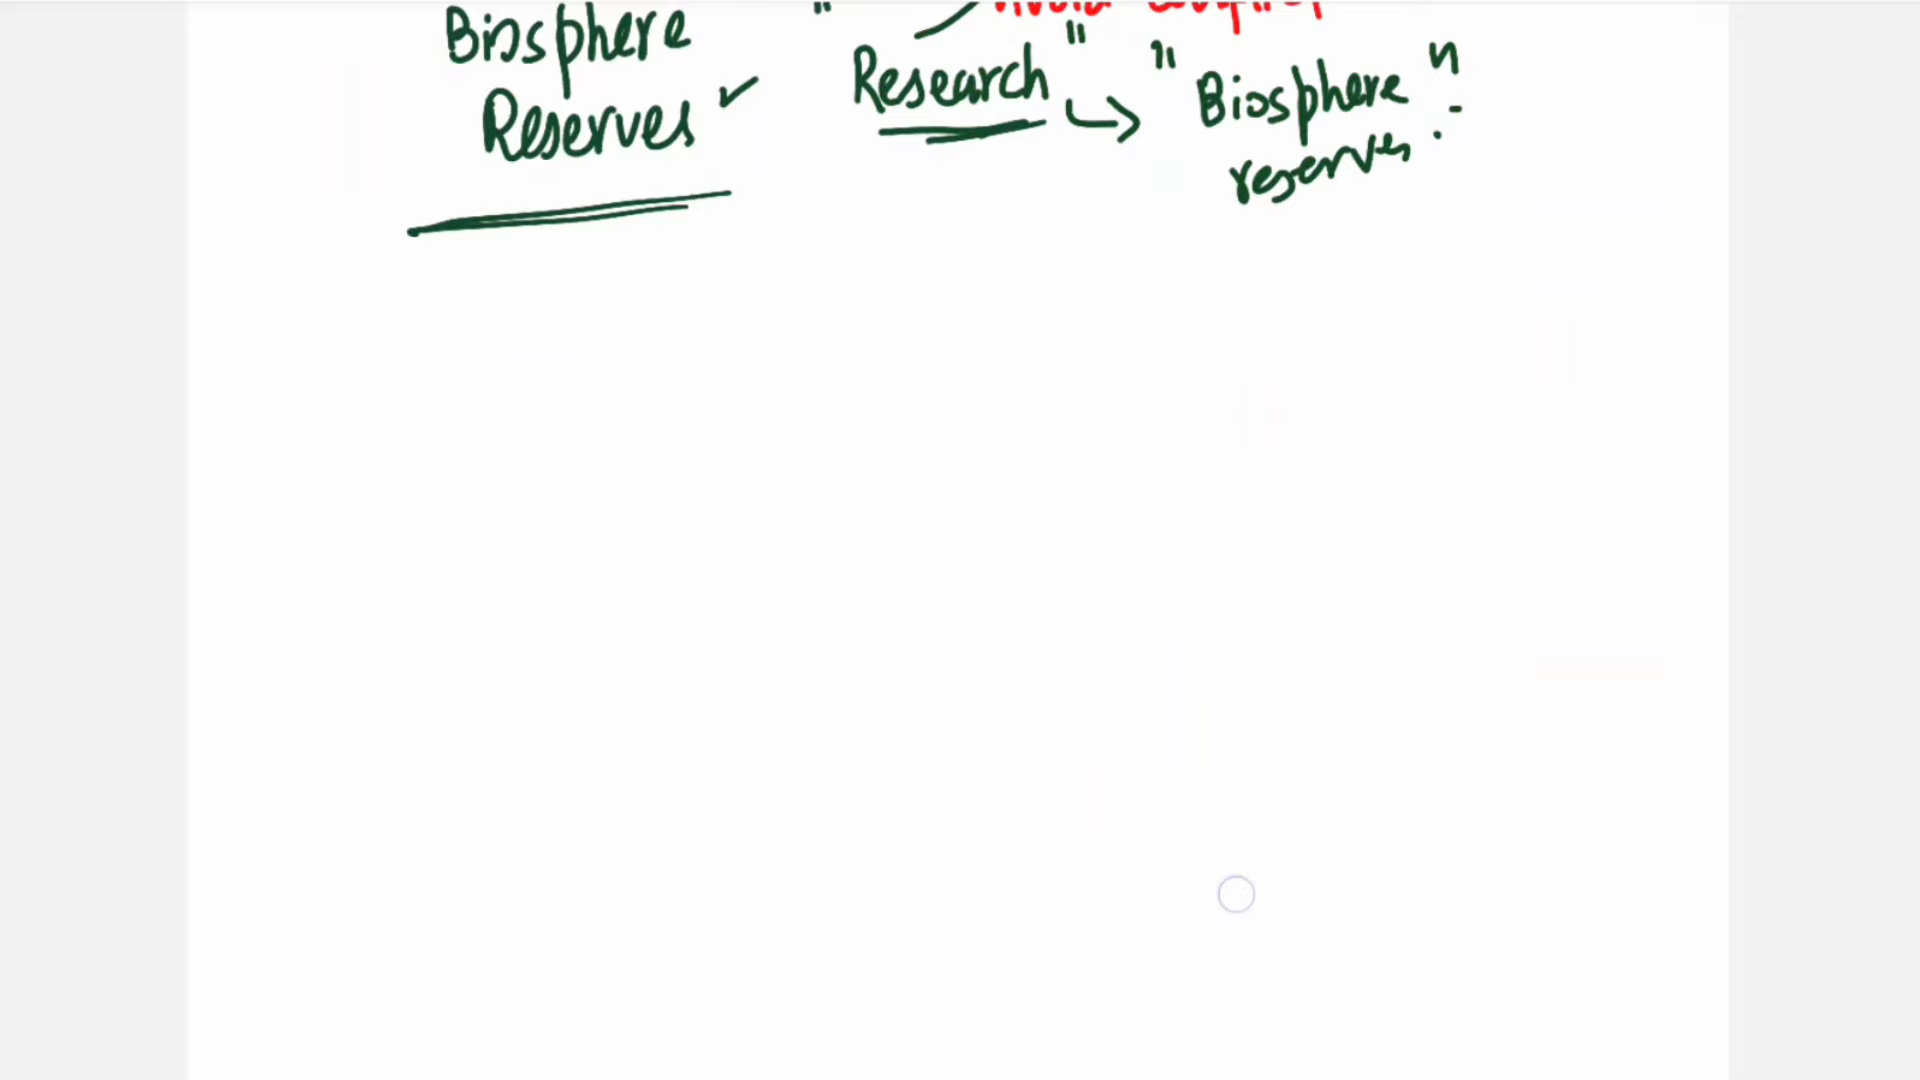 Biosphere
Reserves ✓
"Research" ↳ "Biosphere
reserves"